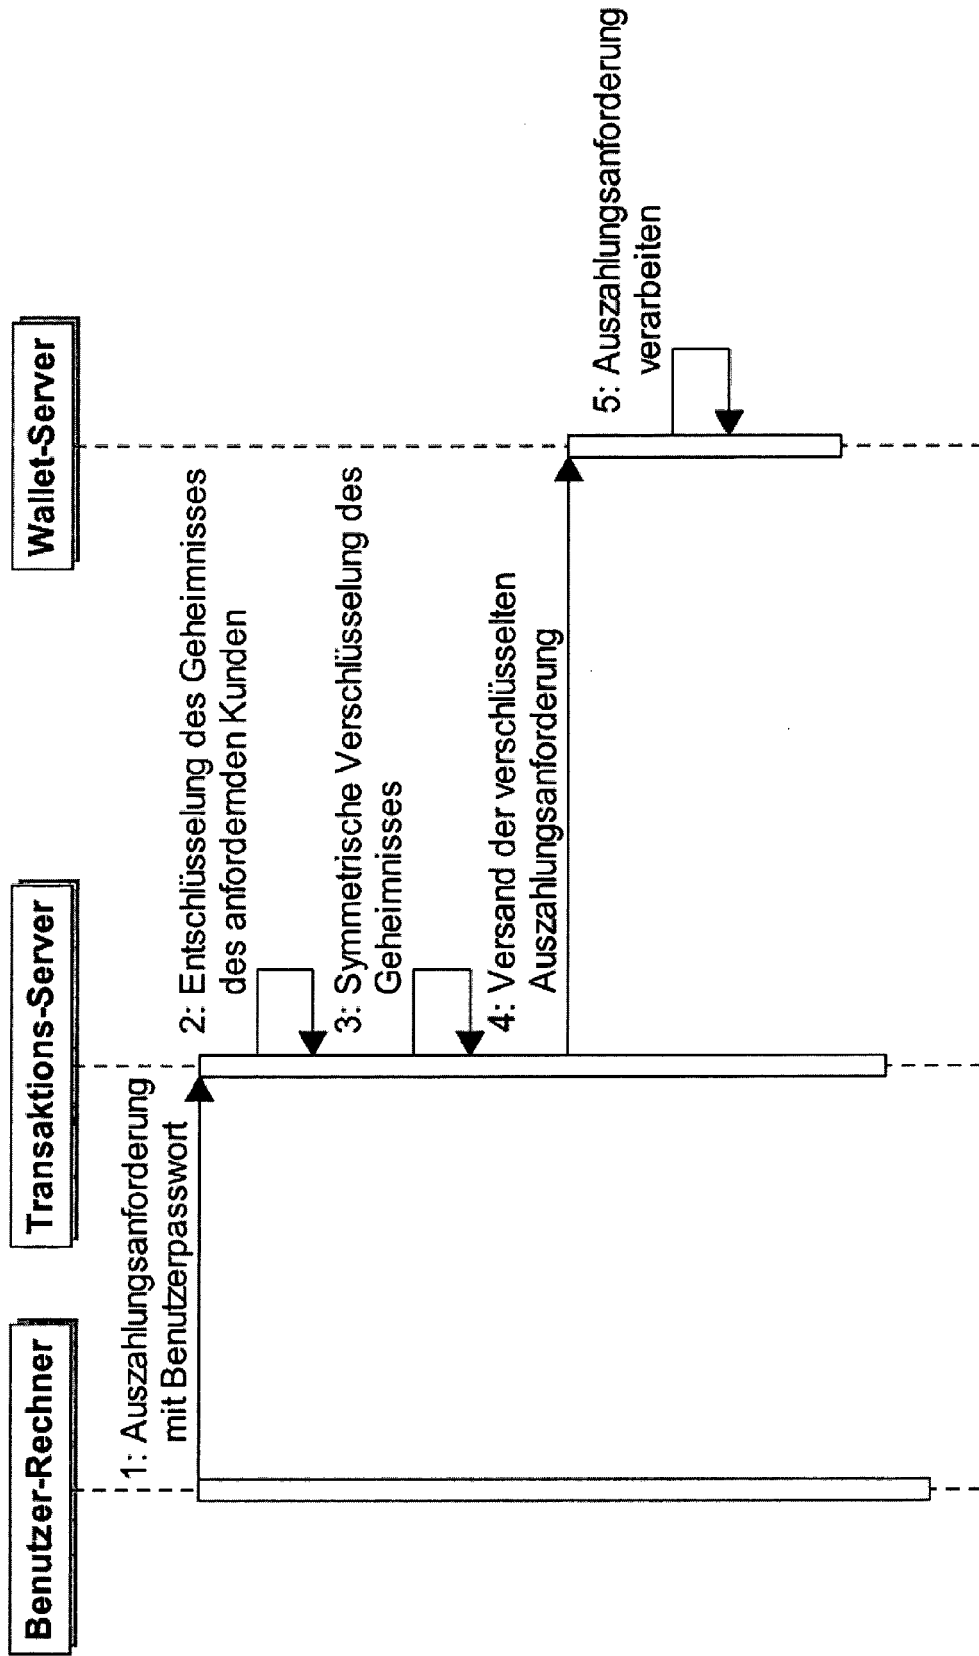 Benutzer-Rechner
Transaktions-Server
Wallet-Server
1: Auszahlungsanforderung
mit Benutzerpasswort
2: Entschlüsselung des Geheimnisses
des anfordernden Kunden
3: Symmetrische Verschlüsselung des
Geheimnisses
4: Versand der verschlüsselten
Auszahlungsanforderung
5: Auszahlungsanforderung
verarbeiten